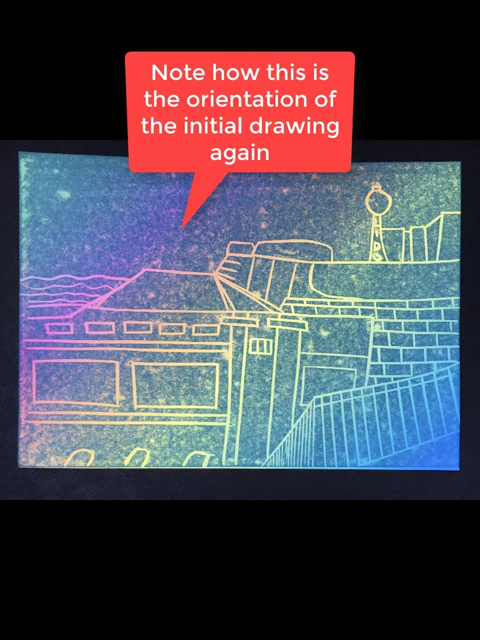 Note how this is
the orientation of
the initial drawing
again